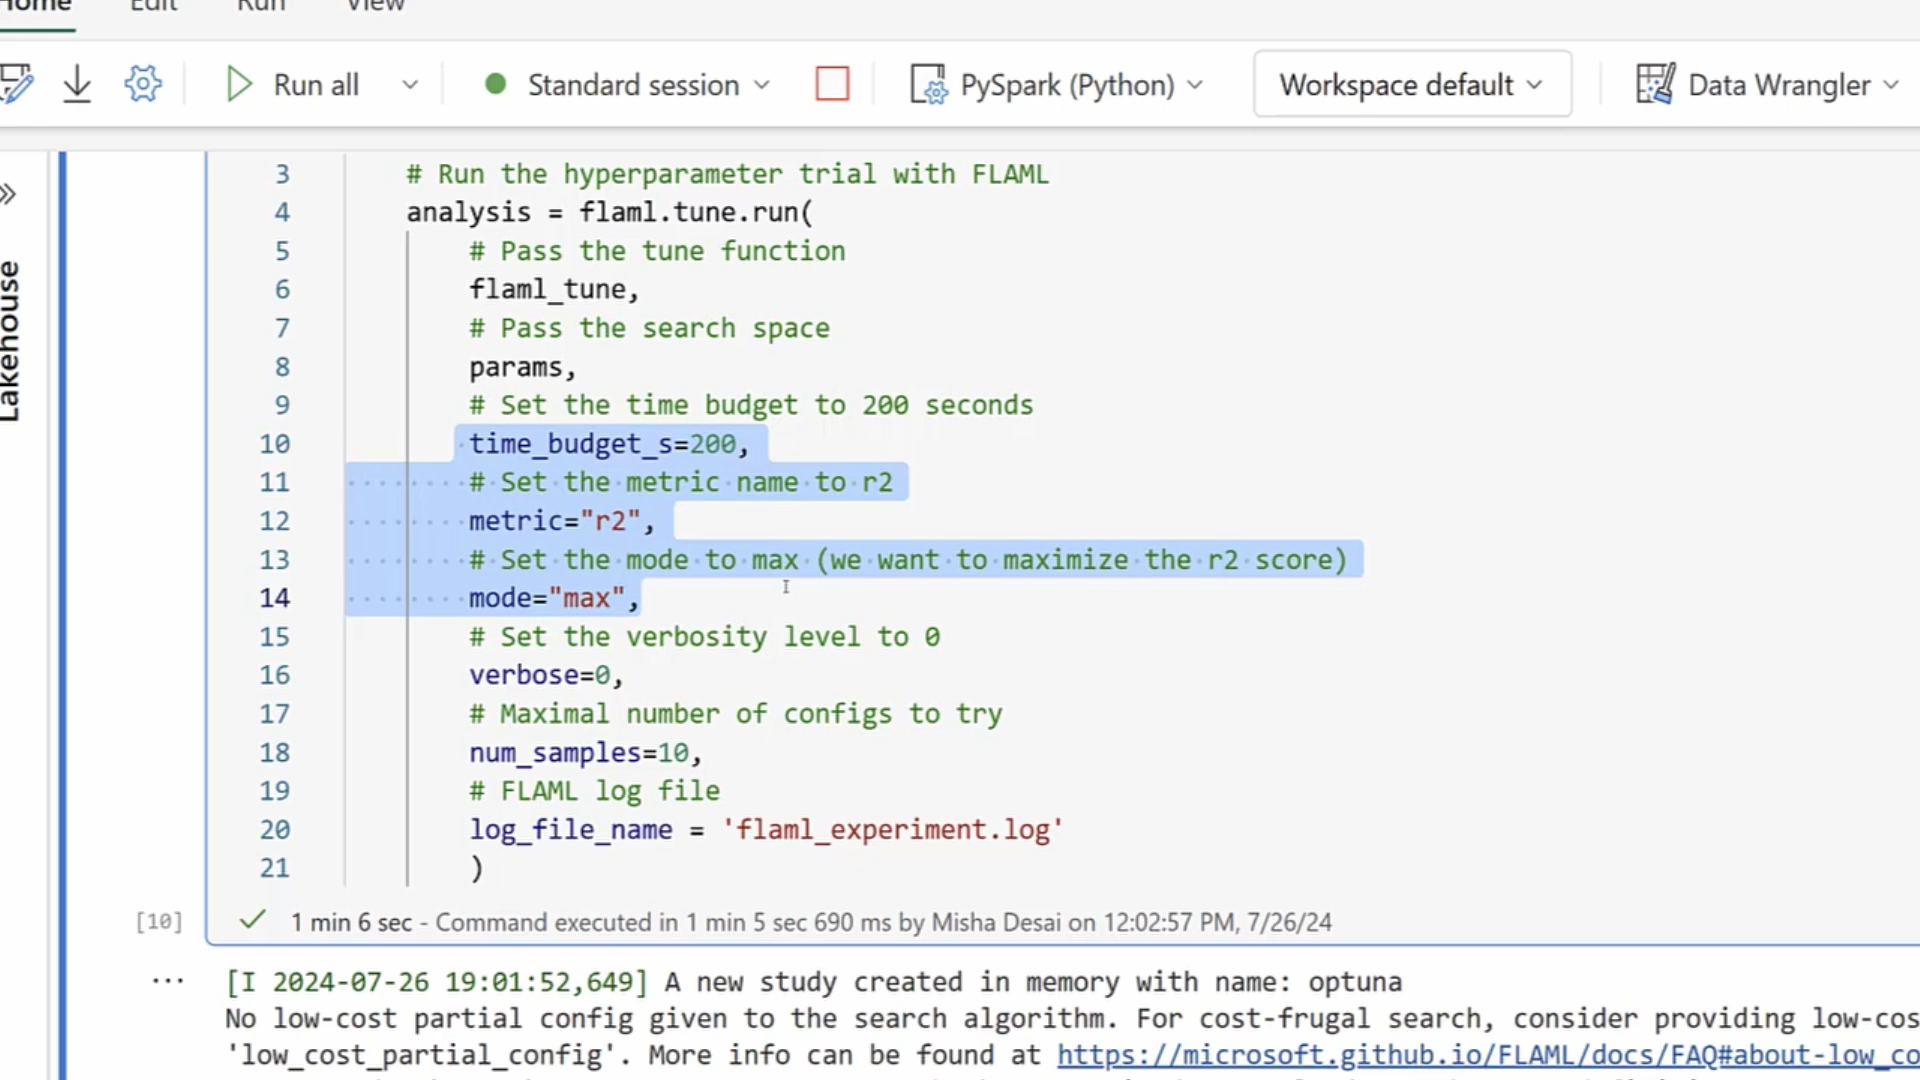 Home Edit Run View
Run all Standard session PySpark (Python) Workspace default Data Wrangler
Lakehouse
3 # Run the hyperparameter trial with FLAML
4 analysis = flaml.tune.run(
5 # Pass the tune function
6 flaml_tune,
7 # Pass the search space
8 params,
9 # Set the time budget to 200 seconds
10 time_budget_s=200,
11 # Set the metric name to r2
12 metric="r2",
13 # Set the mode to max (we want to maximize the r2 score)
14 mode="max",
15 # Set the verbosity level to 0
16 verbose=0,
17 # Maximal number of configs to try
18 num_samples=10,
19 # FLAML log file
20 log_file_name = 'flaml_experiment.log'
21 )
[10] 1 min 6 sec - Command executed in 1 min 5 sec 690 ms by Misha Desai on 12:02:57 PM, 7/26/24
[I 2024-07-26 19:01:52,649] A new study created in memory with name: optuna
No low-cost partial config given to the search algorithm. For cost-frugal search, consider providing low-cos
'low_cost_partial_config'. More info can be found at https://microsoft.github.io/FLAML/docs/FAQ#about-low_co